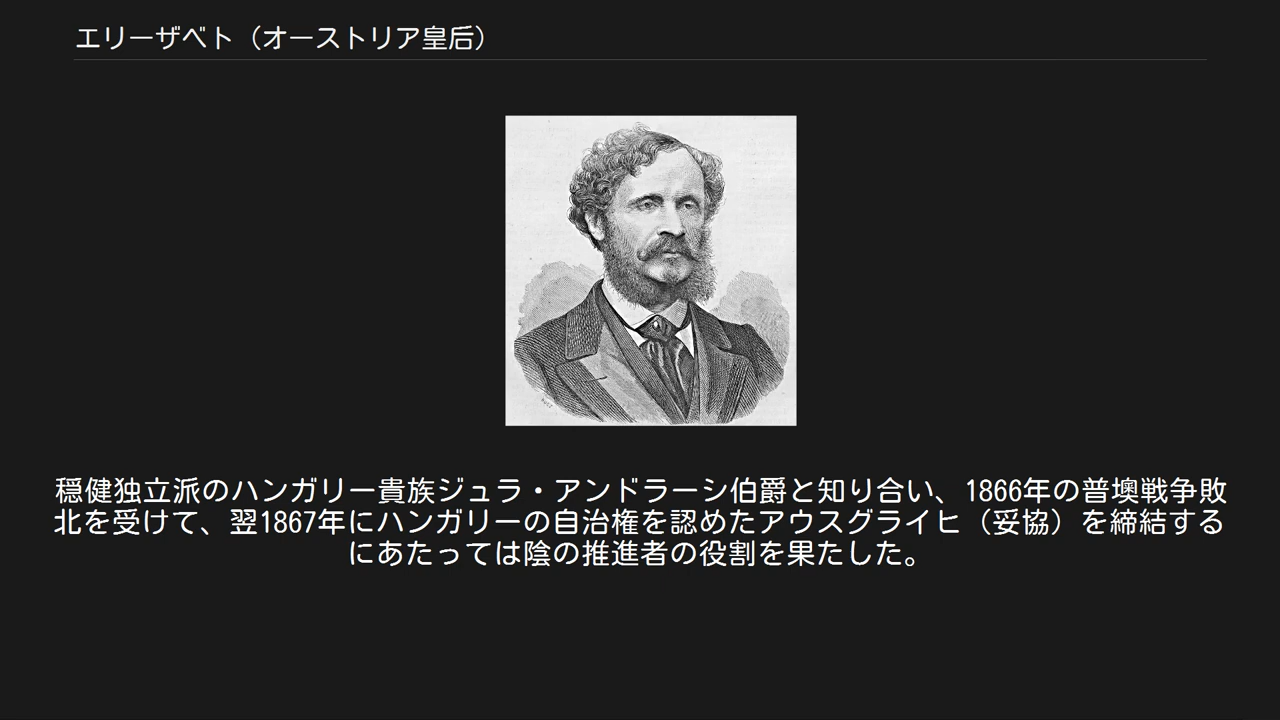 エリーザベト（オーストリア皇后）
穏健独立派のハンガリー貴族ジュラ・アンドラーシ伯爵と知り合い、1866年の普墺戦争敗
北を受けて、翌1867年にハンガリーの自治権を認めたアウスグライヒ（妥協）を締結する
にあたっては陰の推進者の役割を果たした。